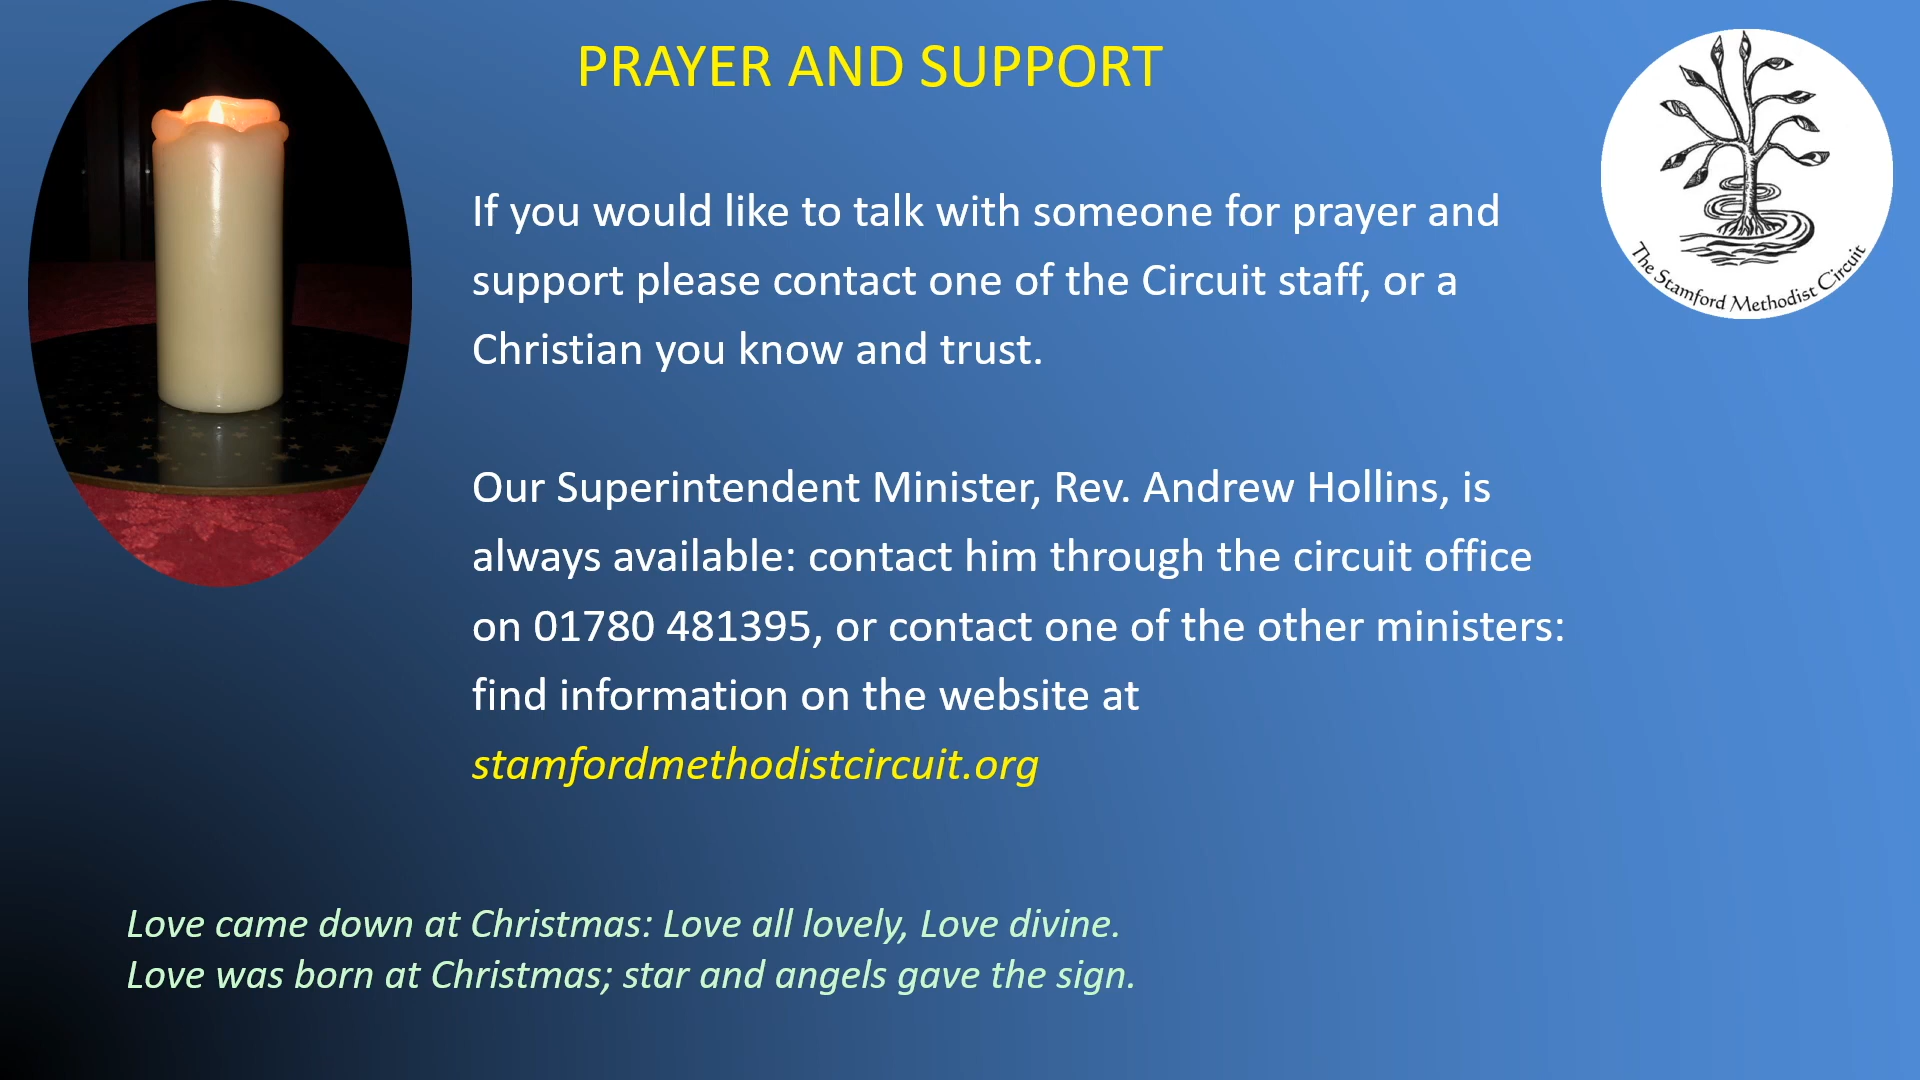 PRAYER AND SUPPORT
If you would like to talk with someone for prayer and
support please contact one of the Circuit staff, or a
Christian you know and trust.
Our Superintendent Minister, Rev. Andrew Hollins, is
always available: contact him through the circuit office
on 01780 481395, or contact one of the other ministers:
find information on the website at
stamfordmethodistcircuit.org
Love came down at Christmas: Love all lovely, Love divine.
Love was born at Christmas; star and angels gave the sign.
The Stamford Methodist Circuit